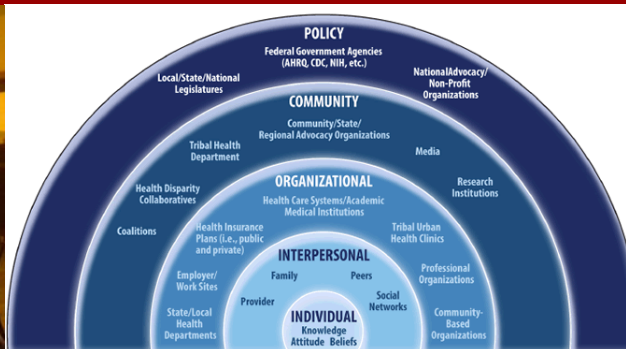 POLICY
Federal Government Agencies
(AHRQ, CDC, NIH, etc.)
Local/State/National
Legislatures
NationalAdvocacy/
Non-Profit
Organizations
COMMUNITY
Community/State/
Regional Advocacy Organizations
Tribal Health
Department
Media
Health Disparity
Collaboratives
Research
Institutions
Coalitions
ORGANIZATIONAL
Health Care Systems/Academic
Medical Institutions
Health Insurance
Plans (i.e., public
and private)
Tribal Urban
Health Clinics
Employer/
Work Sites
Professional
Organizations
State/Local
Health
Departments
Community-
Based
Organizations
INTERPERSONAL
Family
Peers
Provider
Social
Networks
INDIVIDUAL
Knowledge
Attitude Beliefs